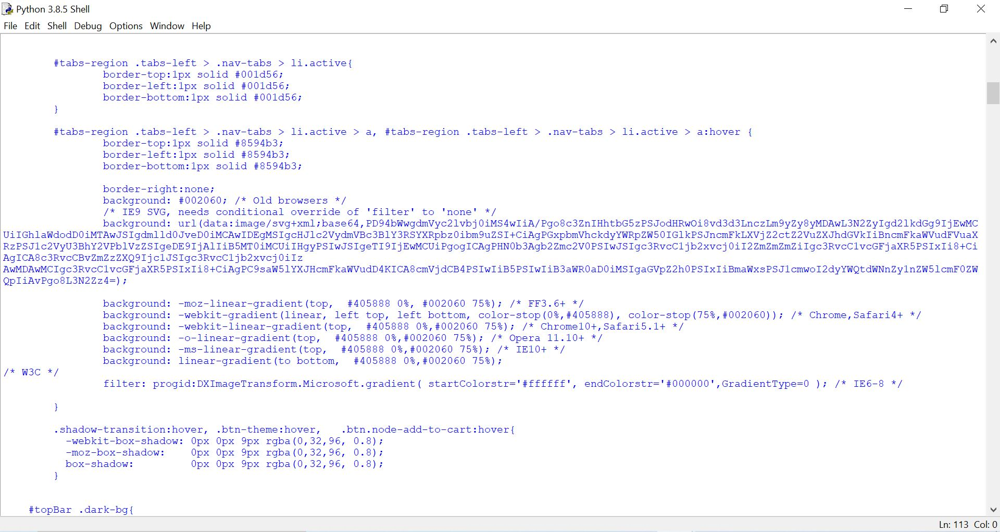 Python 3.8.5 Shell
File Edit Shell Debug Options Window Help
#tabs-region .tabs-left > .nav-tabs > li.active{
border-top:1px solid #001d56;
border-left:1px solid #001d56;
border-bottom:1px solid #001d56;
}
#tabs-region .tabs-left > .nav-tabs > li.active > a, #tabs-region .tabs-left > .nav-tabs > li.active > a:hover {
border-top:1px solid #8594b3;
border-left:1px solid #8594b3;
border-bottom:1px solid #8594b3;
border-right:none;
background: #002060; /* Old browsers */
/* IE9 SVG, needs conditional override of 'filter' to 'none' */
background: url(data:image/svg+xml;base64,PD94bWwgdmVyc2lvbj0iMS4wIiA/Pgo8c3ZnIHhtbG5zPSJodHRwOi8vd3d3LnczLm9yZy8yMDAwL3N2ZyIgd2lkdGg9IjEwMC
UiIGhlaWdodD0iMTAwJSIgdmlld0JveD0iMCAwIDEgMSIgcHJlc2VydmVBc3BlY3RSYXRpbz0ibm9uZSI+CiAgPGxpbmVhckdyYWRpZW50IGlkPSJncmFkLXVjZ2ctZ2VuZXJhdGVkIiBncmFkaWVudFVuaX
RzPSJ1c2VyU3BhY2VPblVzZSIgeDE9IjAlIiB5MT0iMCUiIHgyPSIwJSIgeTI9IjEwMCUiPgogICAgPHN0b3Agb2Zmc2V0PSIwJSIgc3RvcC1jb2xvcj0iI2ZmZmZmZiIgc3RvcC1vcGFjaXR5PSIxIi8+Ci
AgICA8c3RvcCBvZmZzZXQ9Ijc1JSIgc3RvcC1jb2xvcj0iIz
AwMDAwMCIgc3RvcC1vcGFjaXR5PSIxIi8+CiAgPC9saW5lYXJHcmFkaWVudD4KICA8cmVjdCB4PSIwIiB5PSIwIiB3aWR0aD0iMSIgaGVpZ2h0PSIxIiBmaWxsPSJ1cmwoI2dyYWQtdWNnZy1nZW5lcmF0ZW
QpIiAvPgo8L3N2Zz4=);
background: -moz-linear-gradient(top, #405888 0%, #002060 75%); /* FF3.6+ */
background: -webkit-gradient(linear, left top, left bottom, color-stop(0%,#405888), color-stop(75%,#002060)); /* Chrome,Safari4+ */
background: -webkit-linear-gradient(top, #405888 0%,#002060 75%); /* Chrome10+,Safari5.1+ */
background: -o-linear-gradient(top, #405888 0%,#002060 75%); /* Opera 11.10+ */
background: -ms-linear-gradient(top, #405888 0%,#002060 75%); /* IE10+ */
background: linear-gradient(to bottom, #405888 0%,#002060 75%);
/* W3C */
filter: progid:DXImageTransform.Microsoft.gradient( startColorstr='#ffffff', endColorstr='#000000',GradientType=0 ); /* IE6-8 */
}
.shadow-transition:hover, .btn-theme:hover, .btn.node-add-to-cart:hover{
-webkit-box-shadow: 0px 0px 9px rgba(0,32,96, 0.8);
-moz-box-shadow: 0px 0px 9px rgba(0,32,96, 0.8);
box-shadow: 0px 0px 9px rgba(0,32,96, 0.8);
}
#topBar .dark-bg{
Ln: 113 Col: 0